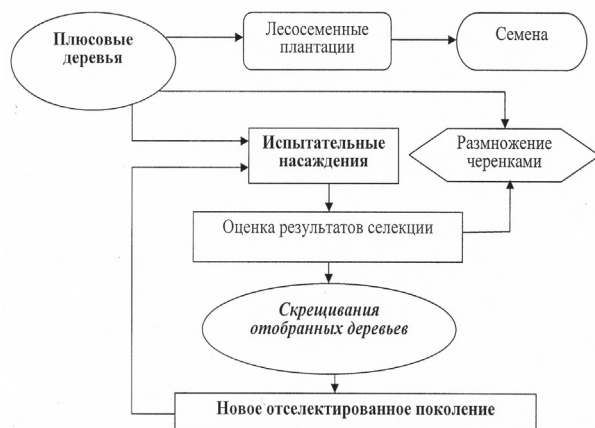 Плюсовые
деревья
Лесосеменные
плантации
Семена
Испытательные
насаждения
Размножение
черенками
Оценка результатов селекции
Скрещивания
отобранных деревьев
Новое отселектированное поколение